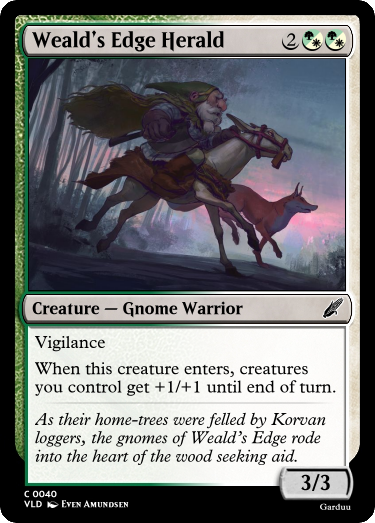 Weald's Edge Herald 2
Creature — Gnome Warrior
Vigilance
When this creature enters, creatures
you control get +1/+1 until end of turn.
As their home-trees were felled by Korvan
loggers, the gnomes of Weald's Edge rode
into the heart of the wood seeking aid.
3/3
C 0040
VLD Even Amundsen
Garduu